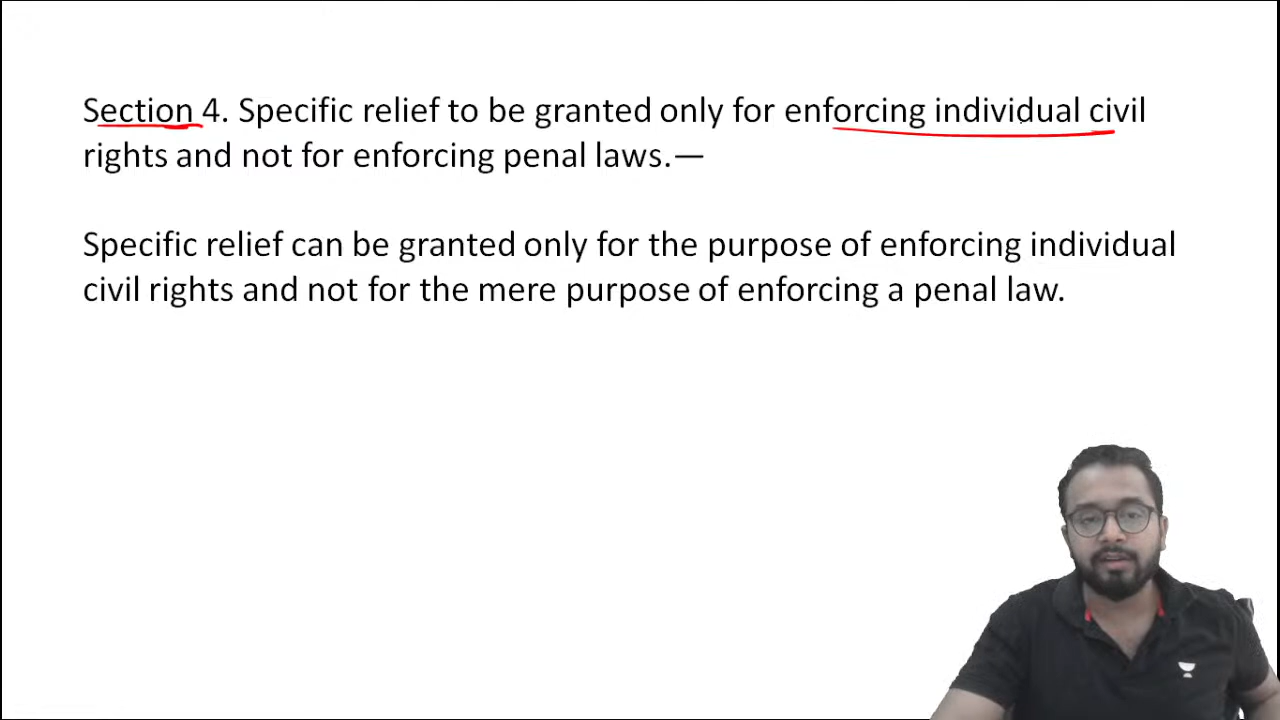 Section 4. Specific relief to be granted only for enforcing individual civil
rights and not for enforcing penal laws.—
Specific relief can be granted only for the purpose of enforcing individual
civil rights and not for the mere purpose of enforcing a penal law.